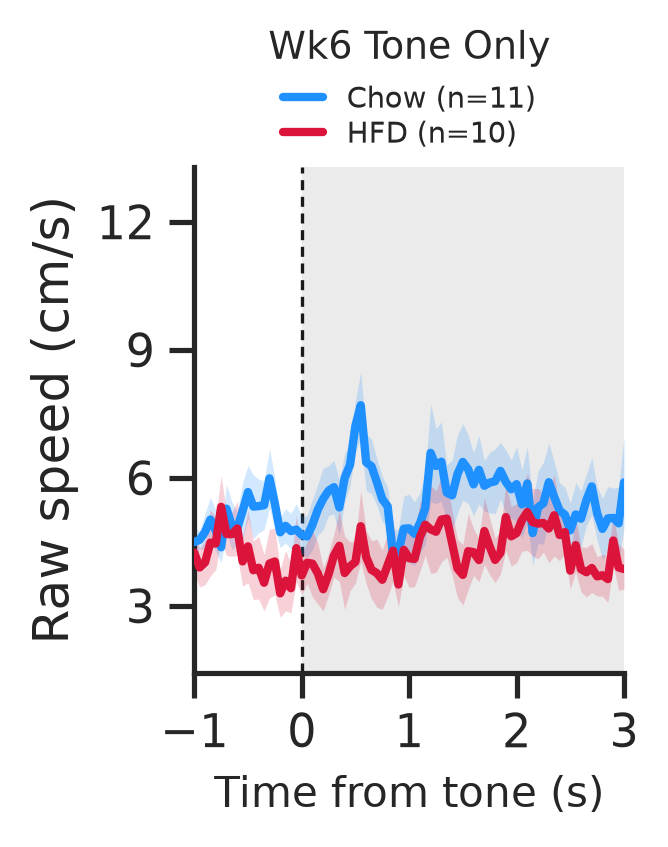 Wk6 Tone Only
Chow (n=11)
HFD (n=10)
Raw speed (cm/s)
12
9
6
3
−1 0 1 2 3
Time from tone (s)